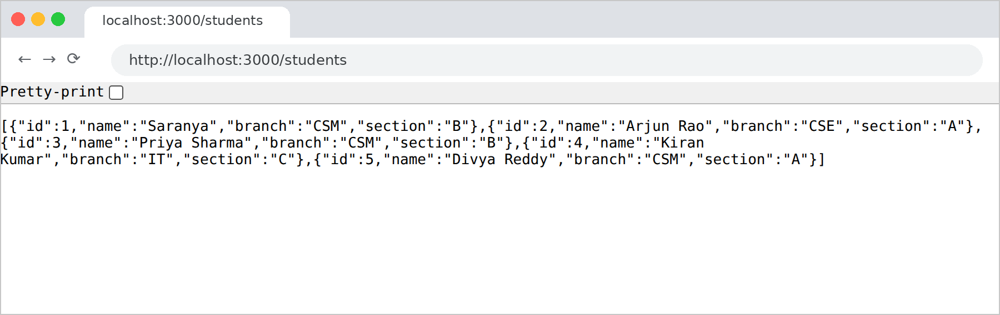 localhost:3000/students
http://localhost:3000/students
Pretty-print
[{"id":1,"name":"Saranya","branch":"CSM","section":"B"},{"id":2,"name":"Arjun Rao","branch":"CSE","section":"A"},
{"id":3,"name":"Priya Sharma","branch":"CSM","section":"B"},{"id":4,"name":"Kiran
Kumar","branch":"IT","section":"C"},{"id":5,"name":"Divya Reddy","branch":"CSM","section":"A"}]